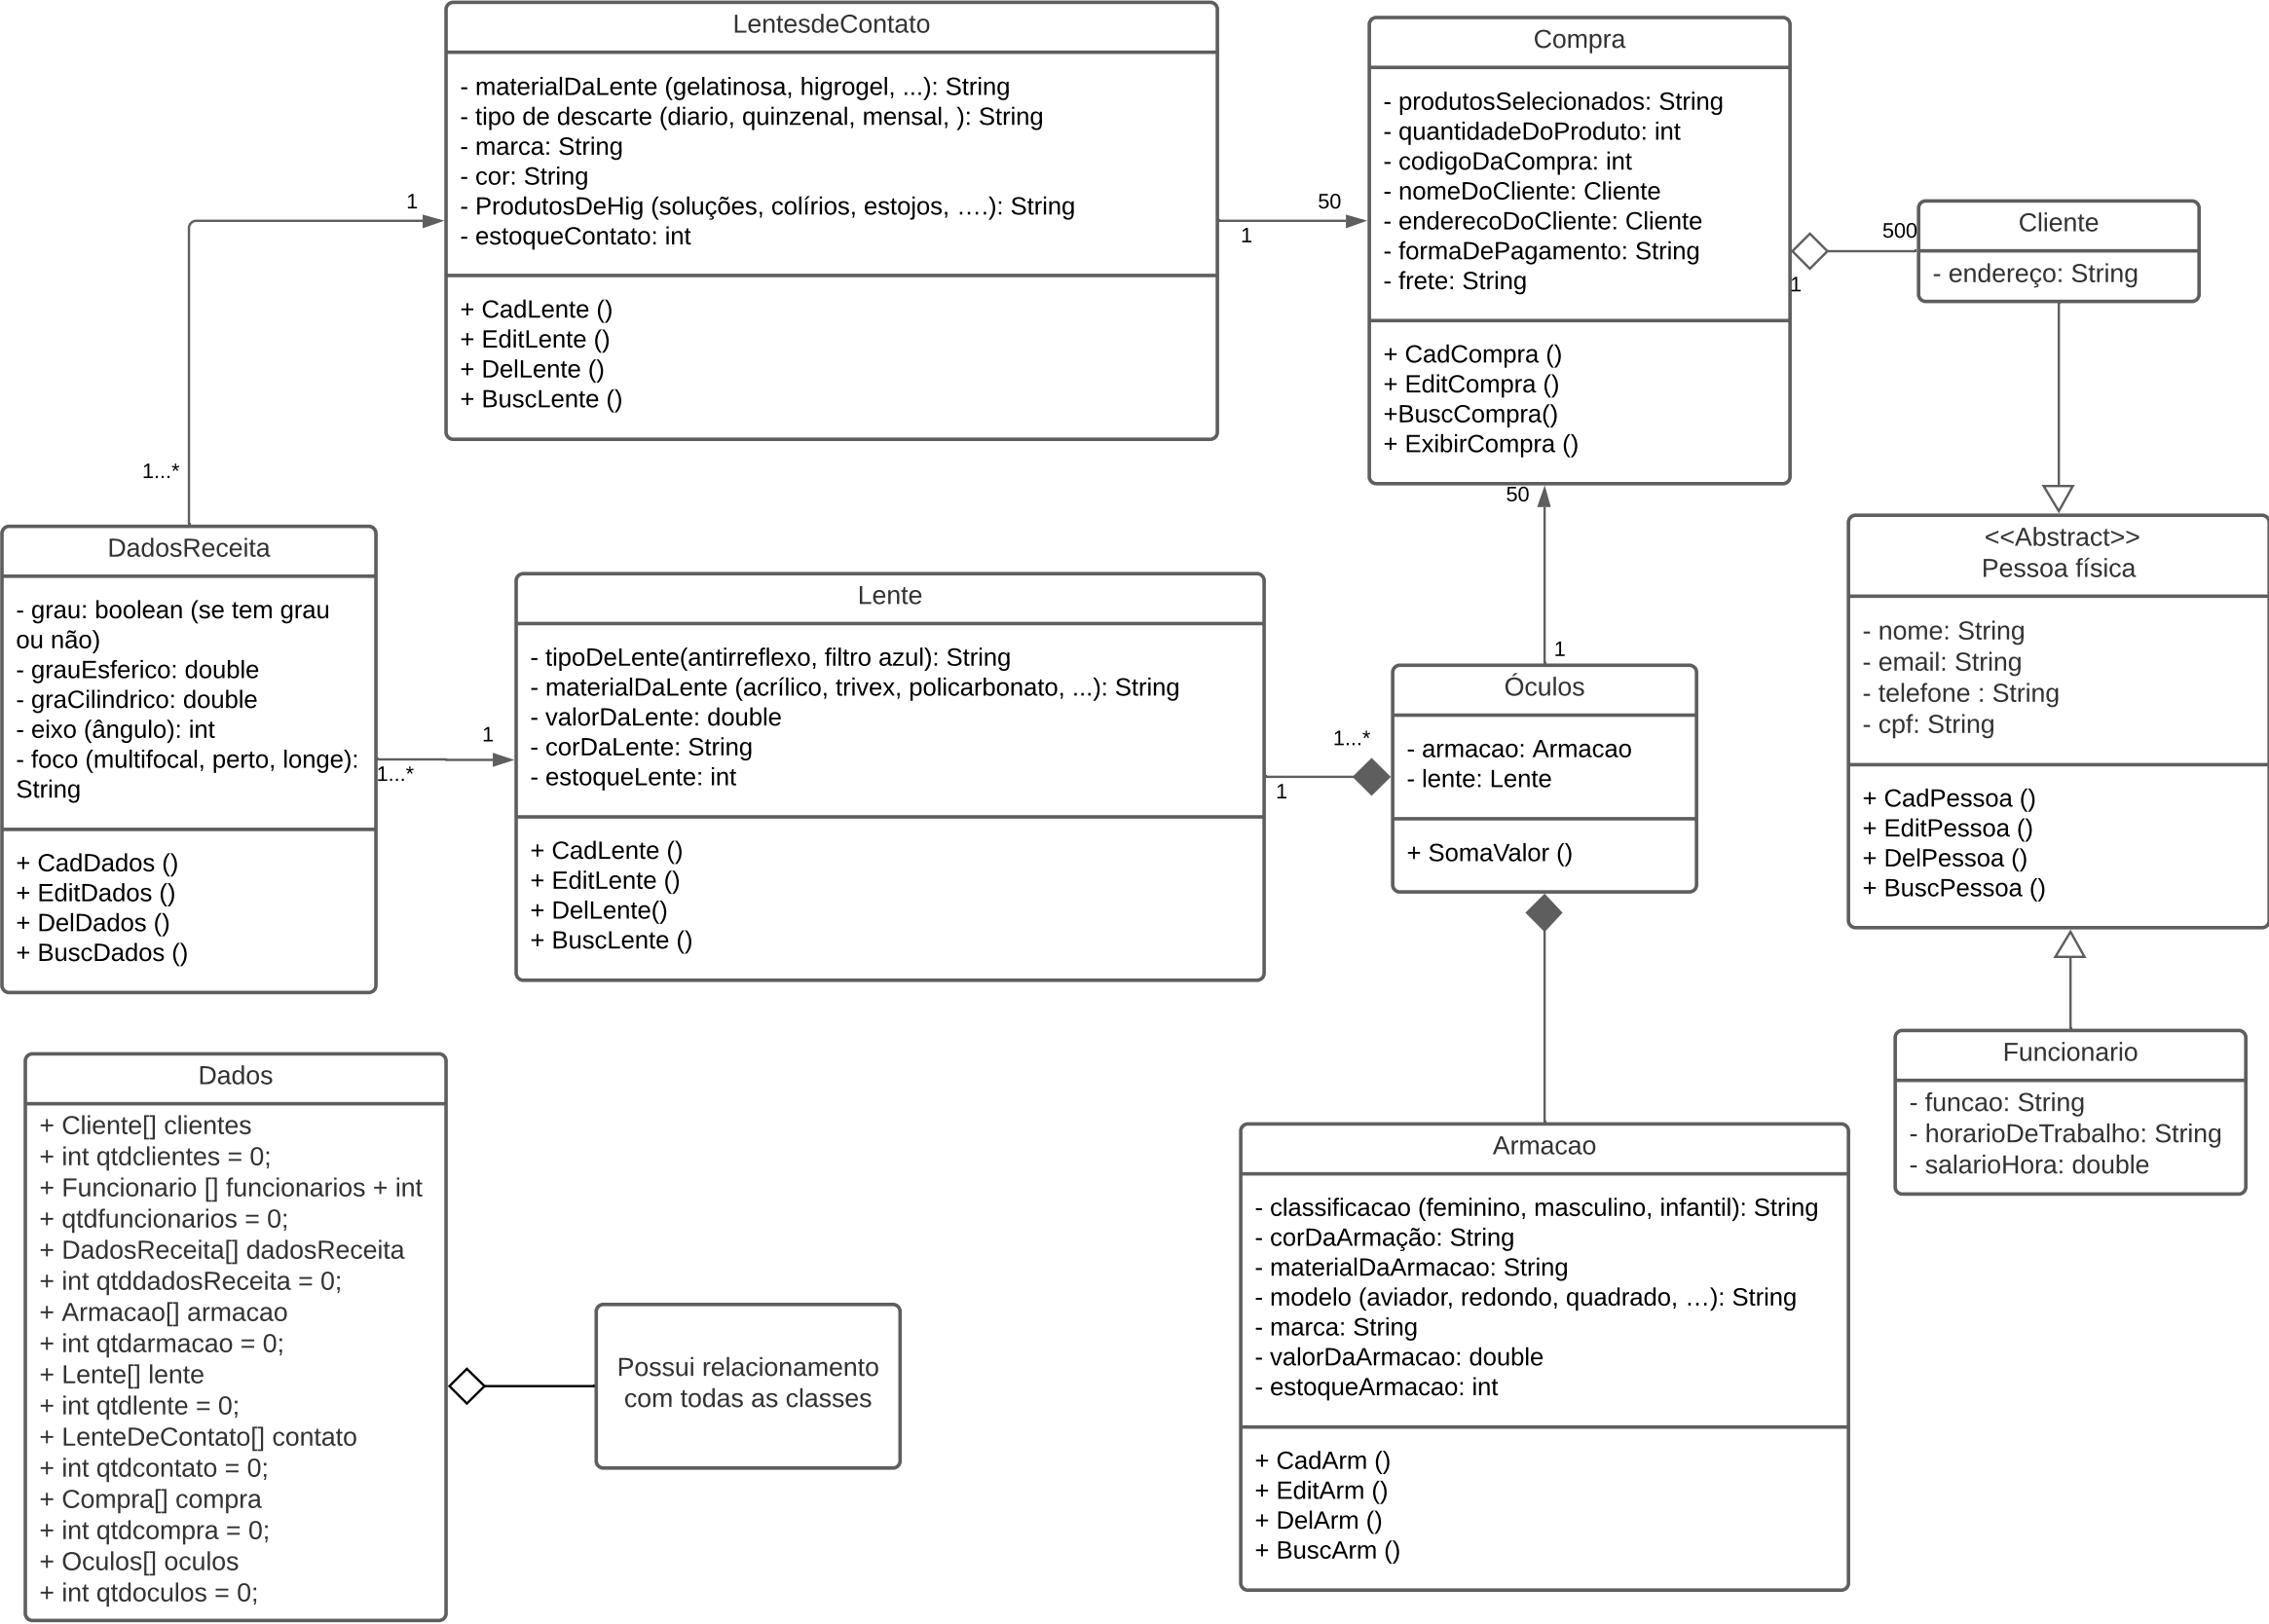 LentesdeContato
- materialDaLente (gelatinosa, higrogel, ...): String
- tipo de descarte (diario, quinzenal, mensal, ): String
- marca: String
- cor: String
- ProdutosDeHig (soluções, colírios, estojos, ….): String
- estoqueContato: int
+ CadLente ()
+ EditLente ()
+ DelLente ()
+ BuscLente ()
1
50
Compra
- produtosSelecionados: String
- quantidadeDoProduto: int
- codigoDaCompra: int
- nomeDoCliente: Cliente
- enderecoDoCliente: Cliente
- formaDePagamento: String
- frete: String
+ CadCompra ()
+ EditCompra ()
+BuscCompra()
+ ExibirCompra ()
1
500
Cliente
- endereço: String
1
1...*
DadosReceita
- grau: boolean (se tem grau
ou não)
- grauEsferico: double
- graCilindrico: double
- eixo (ângulo): int
- foco (multifocal, perto, longe):
String
+ CadDados ()
+ EditDados ()
+ DelDados ()
+ BuscDados ()
1
1...*
Lente
- tipoDeLente(antirreflexo, filtro azul): String
- materialDaLente (acrílico, trivex, policarbonato, ...): String
- valorDaLente: double
- corDaLente: String
- estoqueLente: int
+ CadLente ()
+ EditLente ()
+ DelLente()
+ BuscLente ()
1...*
1
50
1
Óculos
- armacao: Armacao
- lente: Lente
+ SomaValor ()
<<Abstract>>
Pessoa física
- nome: String
- email: String
- telefone : String
- cpf: String
+ CadPessoa ()
+ EditPessoa ()
+ DelPessoa ()
+ BuscPessoa ()
Funcionario
- funcao: String
- horarioDeTrabalho: String
- salarioHora: double
Dados
+ Cliente[] clientes
+ int qtdclientes = 0;
+ Funcionario [] funcionarios + int
+ qtdfuncionarios = 0;
+ DadosReceita[] dadosReceita
+ int qtddadosReceita = 0;
+ Armacao[] armacao
+ int qtdarmacao = 0;
+ Lente[] lente
+ int qtdlente = 0;
+ LenteDeContato[] contato
+ int qtdcontato = 0;
+ Compra[] compra
+ int qtdcompra = 0;
+ Oculos[] oculos
+ int qtdoculos = 0;
Possui relacionamento
com todas as classes
Armacao
- classificacao (feminino, masculino, infantil): String
- corDaArmação: String
- materialDaArmacao: String
- modelo (aviador, redondo, quadrado, …): String
- marca: String
- valorDaArmacao: double
- estoqueArmacao: int
+ CadArm ()
+ EditArm ()
+ DelArm ()
+ BuscArm ()